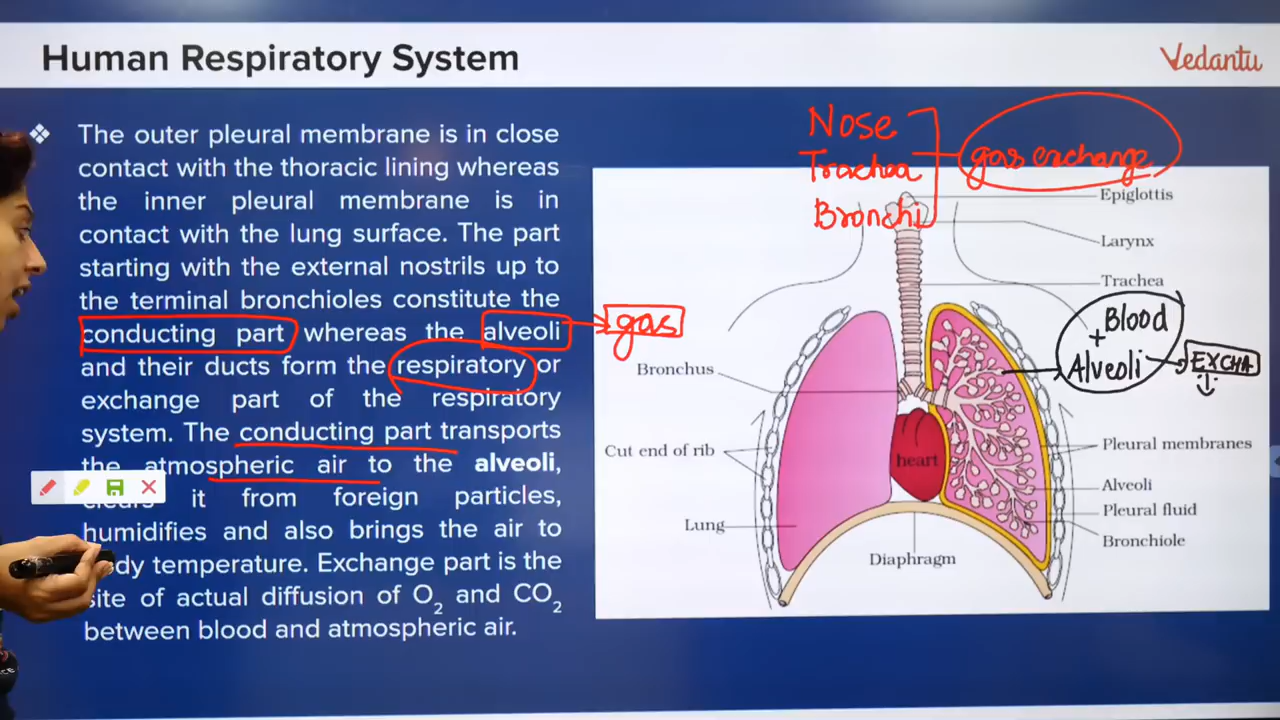 Human Respiratory System
Vedantu
❖ The outer pleural membrane is in close
contact with the thoracic lining whereas
the inner pleural membrane is in
contact with the lung surface. The part
starting with the external nostrils up to
the terminal bronchioles constitute the
conducting part whereas the alveoli
and their ducts form the respiratory or
exchange part of the respiratory
system. The conducting part transports
the atmospheric air to the alveoli,
clears it from foreign particles,
humidifies and also brings the air to
body temperature. Exchange part is the
site of actual diffusion of O2 and CO2
between blood and atmospheric air.
gas
Nose
Trachea
Bronchi
gas exchange
Epiglottis
Larynx
Trachea
Blood
+
Alveoli
EXCHA
Bronchus
Cut end of rib
heart
Pleural membranes
Alveoli
Pleural fluid
Bronchiole
Lung
Diaphragm